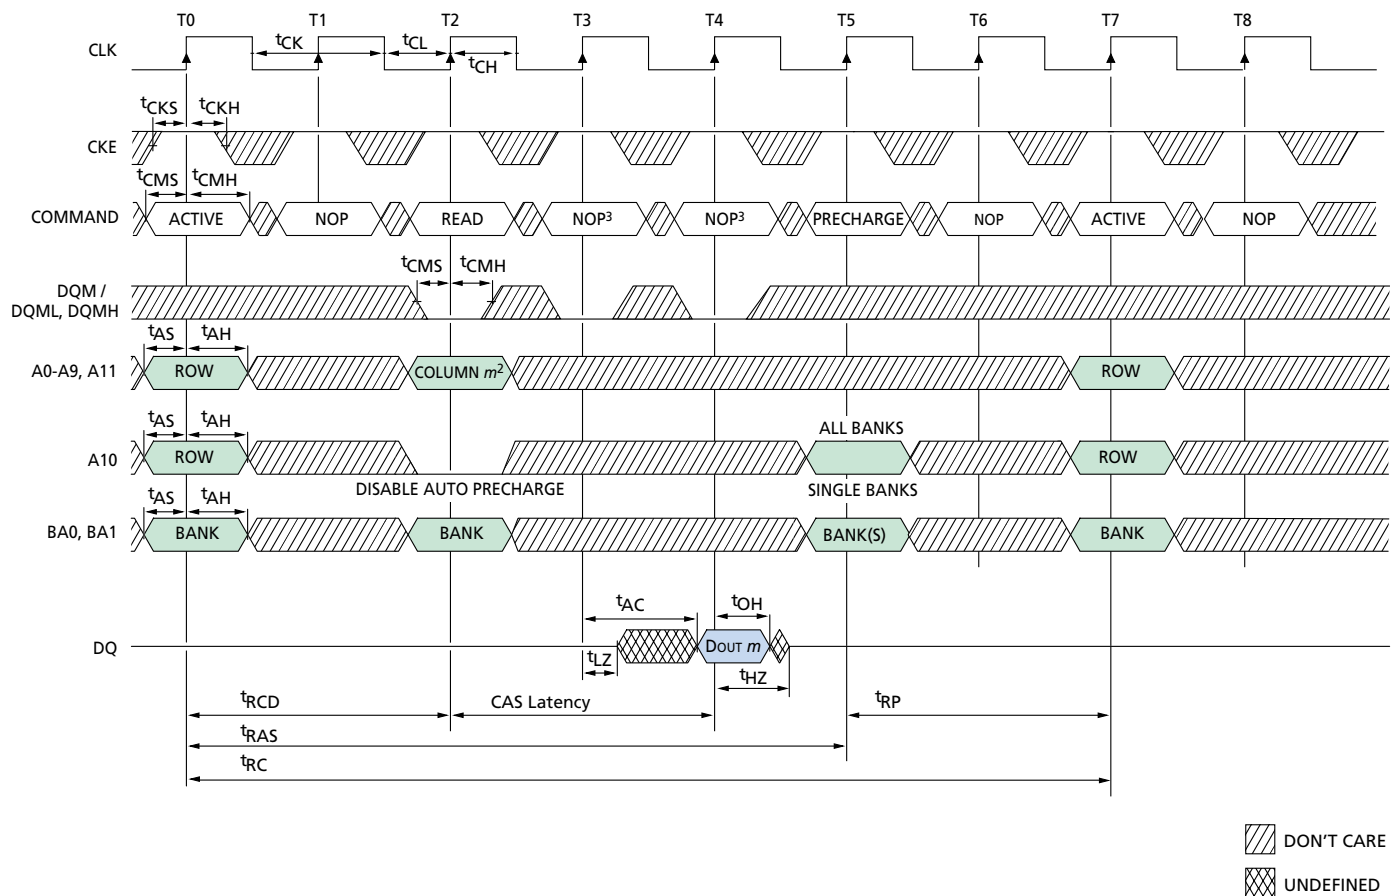 T0 T1 T2 T3 T4 T5 T6 T7 T8
CLK
tCK tCL
tCH
tCKS tCKH
CKE
tCMS tCMH
COMMAND ACTIVE NOP READ NOP3 NOP3 PRECHARGE NOP ACTIVE NOP
tCMS tCMH
DQM /
DQML, DQMH
tAS tAH
A0-A9, A11 ROW COLUMN m2 ROW
tAS tAH ALL BANKS
A10 ROW ROW
DISABLE AUTO PRECHARGE SINGLE BANKS
tAS tAH
BA0, BA1 BANK BANK BANK(S) BANK
tAC tOH
DQ DOUT m
tLZ
tHZ
tRCD CAS Latency tRP
tRAS
tRC
DON'T CARE
UNDEFINED